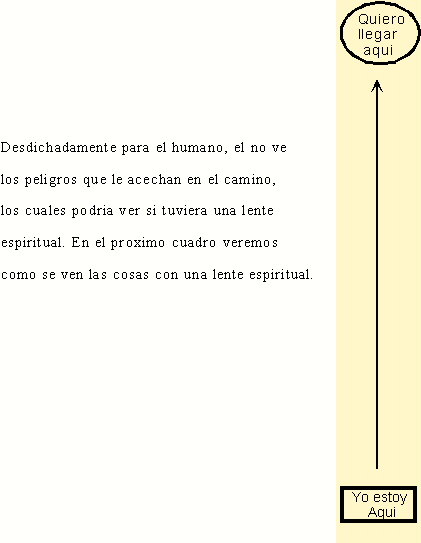 Quiero
llegar
aqui
Desdichadamente para el humano, el no ve
los peligros que le acechan en el camino,
los cuales podria ver si tuviera una lente
espiritual. En el proximo cuadro veremos
como se ven las cosas con una lente espiritual.
Yo estoy
Aqui